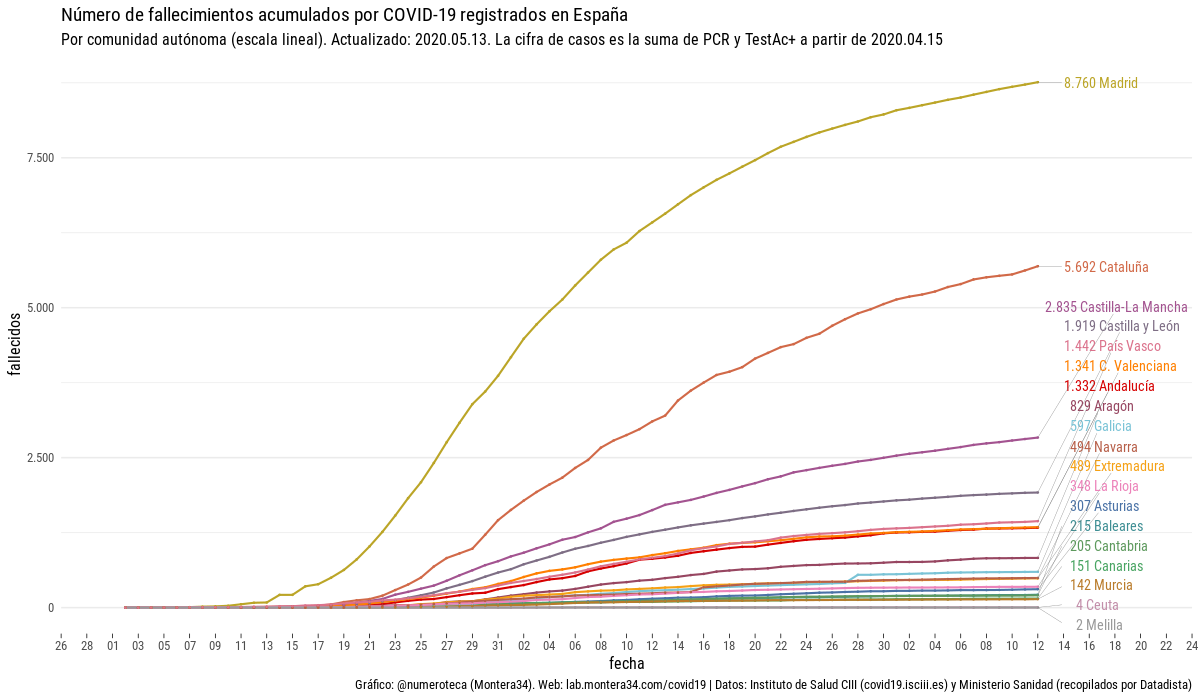 Número de fallecimientos acumulados por COVID-19 registrados en España
Por comunidad autónoma (escala lineal). Actualizado: 2020.05.13. La cifra de casos es la suma de PCR y TestAc+ a partir de 2020.04.15
8.760 Madrid
7.500
5.692 Cataluña
5.000
2.835 Castilla-La Mancha
1.919 Castilla y León
1.442 País Vasco
1.341 C. Valenciana
1.332 Andalucía
829 Aragón
597 Galicia
2.500
494 Navarra
489 Extremadura
348 La Rioja
307 Asturias
215 Baleares
205 Cantabria
151 Canarias
142 Murcia
4 Ceuta
0
2 Melilla
fallecidos
26 28 01 03 05 07 09 11 13 15 17 19 21 23 25 27 29 31 02 04 06 08 10 12 14 16 18 20 22 24 26 28 30 02 04 06 08 10 12 14 16 18 20 22 24
fecha
Gráfico: @numeroteca (Montera34). Web: lab.montera34.com/covid19 | Datos: Instituto de Salud CIII (covid19.isciii.es) y Ministerio Sanidad (recopilados por Datadista)